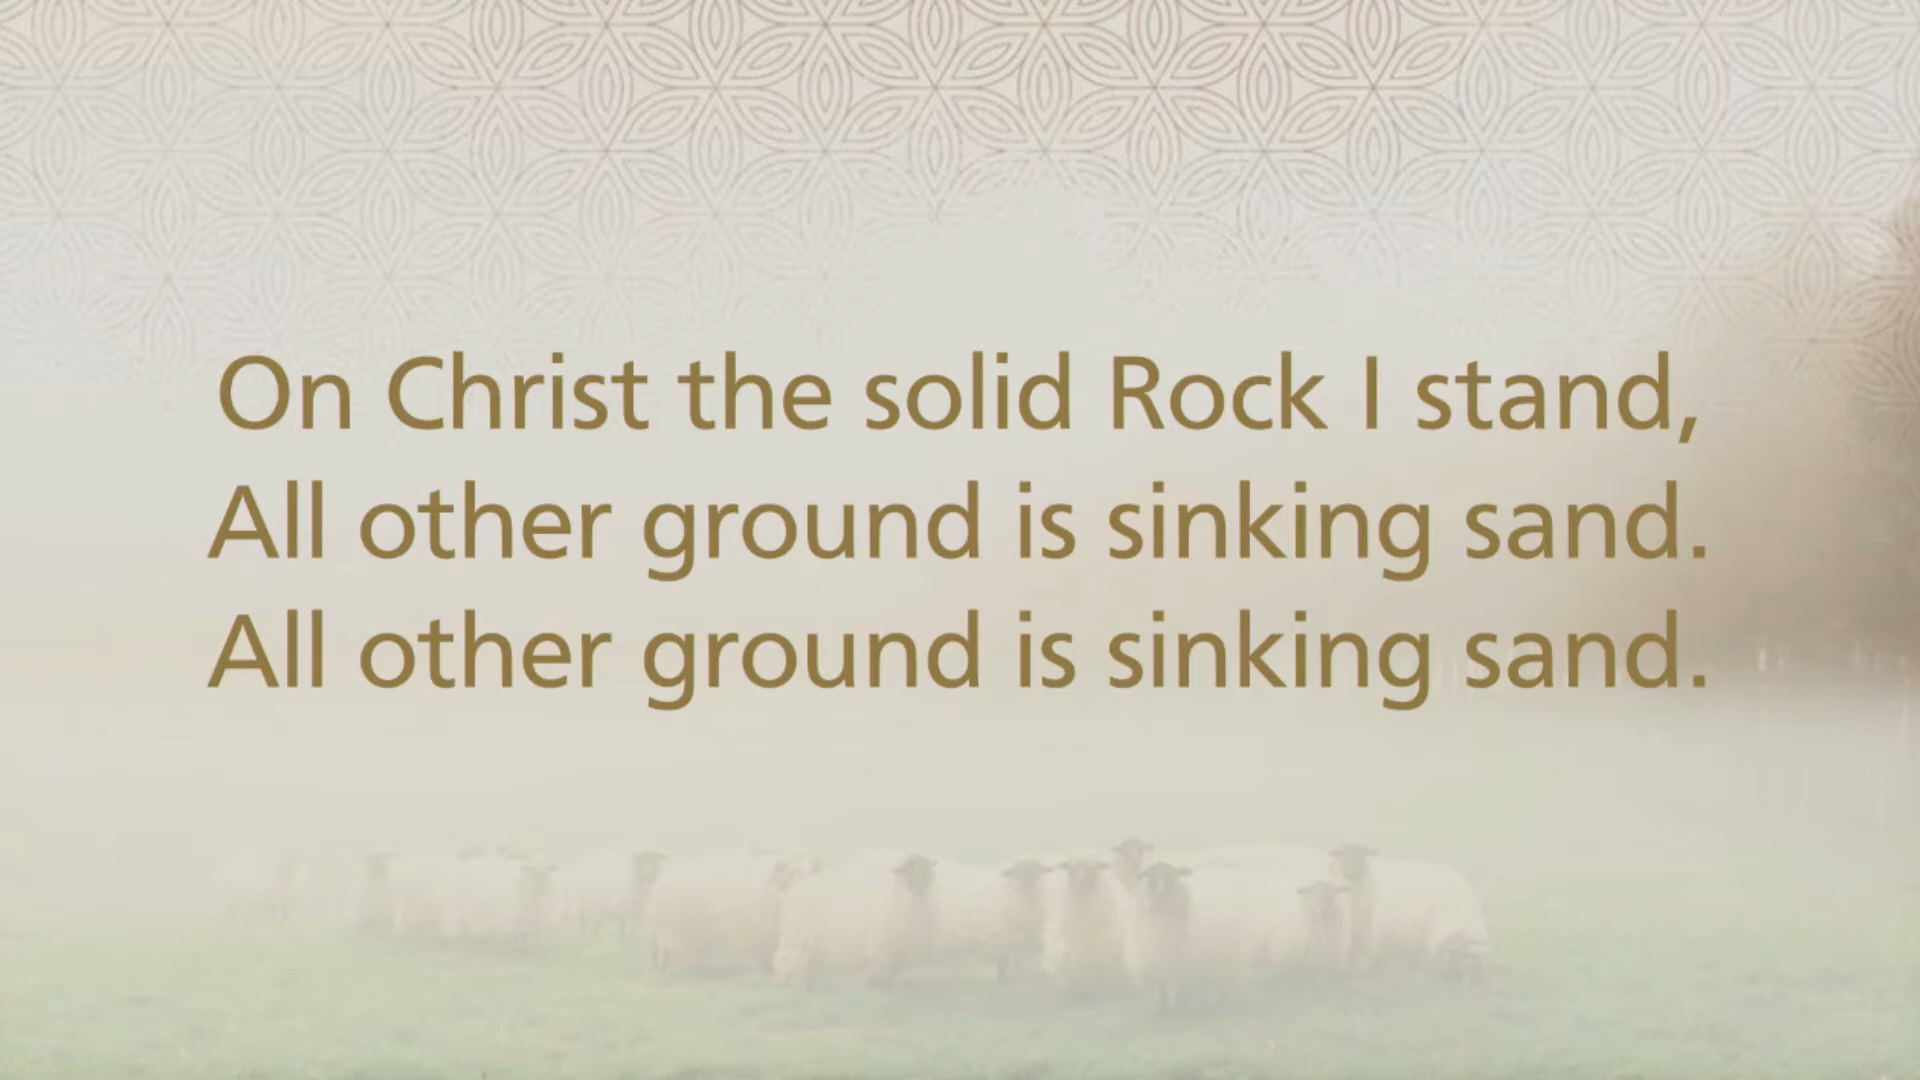 On Christ the solid Rock I stand,
All other ground is sinking sand.
All other ground is sinking sand.